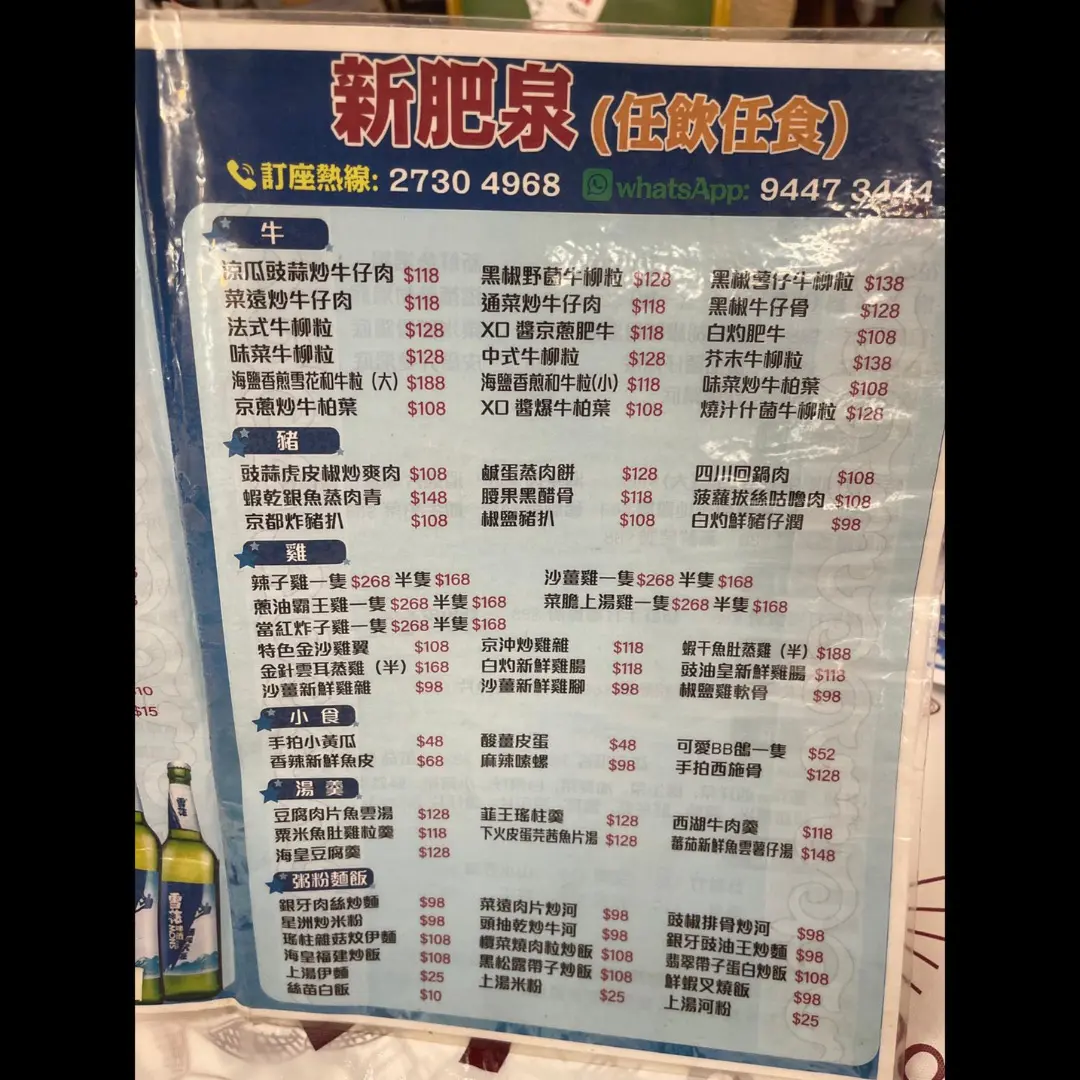 新肥泉 (任飲任食)
訂座熱線: 2730 4968 whatsApp: 9447 3444
牛
涼瓜豉蒜炒牛仔肉 $118 黑椒野菌牛柳粒 $128 黑椒薯仔牛柳粒 $138
菜遠炒牛仔肉 $118 通菜炒牛仔肉 $118 黑椒牛仔骨 $128
法式牛柳粒 $128 XO 醬京蔥肥牛 $118 白灼肥牛 $108
味菜牛柳粒 $128 中式牛柳粒 $128 芥末牛柳粒 $138
海鹽香煎雪花和牛粒 (大) $188 海鹽香煎和牛粒(小) $118 味菜炒牛柏葉 $108
京蔥炒牛柏葉 $108 XO 醬爆牛柏葉 $108 燒汁什菌牛柳粒 $128
豬
豉蒜虎皮椒炒爽肉 $108 鹹蛋蒸肉餅 $128 四川回鍋肉 $108
蝦乾銀魚蒸肉青 $148 腰果黑醋骨 $118 菠蘿拔絲咕嚕肉 $108
京都炸豬扒 $108 椒鹽豬扒 $108 白灼鮮豬仔潤 $98
雞
辣子雞一隻 $268 半隻 $168 沙薑雞一隻 $268 半隻 $168
蔥油霸王雞一隻 $268 半隻 $168 菜膽上湯雞一隻 $268 半隻 $168
當紅炸子雞一隻 $268 半隻 $168
特色金沙雞翼 $108 京沖炒雞雜 $118 蝦干魚肚蒸雞 (半) $188
金針雲耳蒸雞 (半) $168 白灼新鮮雞腸 $118 豉油皇新鮮雞腸 $118
沙薑新鮮雞雜 $98 沙薑新鮮雞腳 $98 椒鹽雞軟骨 $98
小食
手拍小黃瓜 $48 酸薑皮蛋 $48 可愛BB鴿一隻 $52
香辣新鮮魚皮 $68 麻辣嗦螺 $98 手拍西施骨 $128
湯羹
豆腐肉片魚雲湯 $128 韮王瑤柱羹 $128 西湖牛肉羹 $118
粟米魚肚雞粒羹 $118 下火皮蛋芫茜魚片湯 $128 蕃茄新鮮魚雲薯仔湯 $148
海皇豆腐羹 $128
粥粉麵飯
銀牙肉絲炒麵 $98 菜遠肉片炒河 $98 豉椒排骨炒河 $98
星洲炒米粉 $98 頭抽乾炒牛河 $98 銀牙豉油王炒麵 $98
瑤柱雜菇炆伊麵 $108 欖菜燒肉粒炒飯 $108 翡翠帶子蛋白炒飯 $108
海皇福建炒飯 $108 黑松露帶子炒飯 $108 鮮蝦叉燒飯 $98
上湯伊麵 $25 上湯米粉 $25 上湯河粉 $25
絲苗白飯 $10
10
$15
雪花